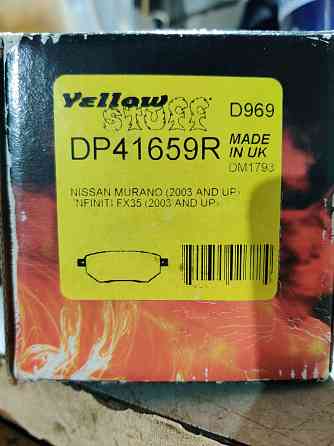 Yellow STUFF D969
DP41659R MADE IN UK
DM1793
NISSAN MURANO (2003 AND UP)
INFINITI FX35 (2003 AND UP)